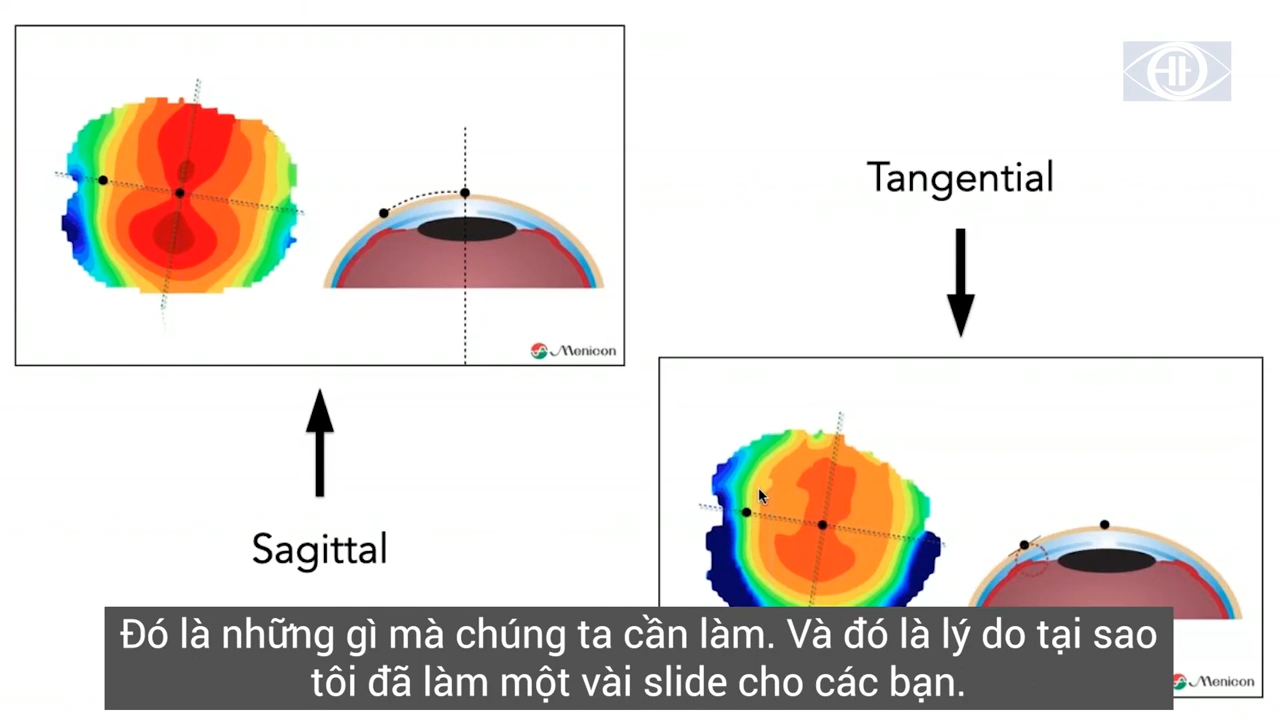 Tangential
Menicon
Sagittal
Đó là những gì mà chúng ta cần làm. Và đó là lý do tại sao
tôi đã làm một vài slide cho các bạn.
Menicon